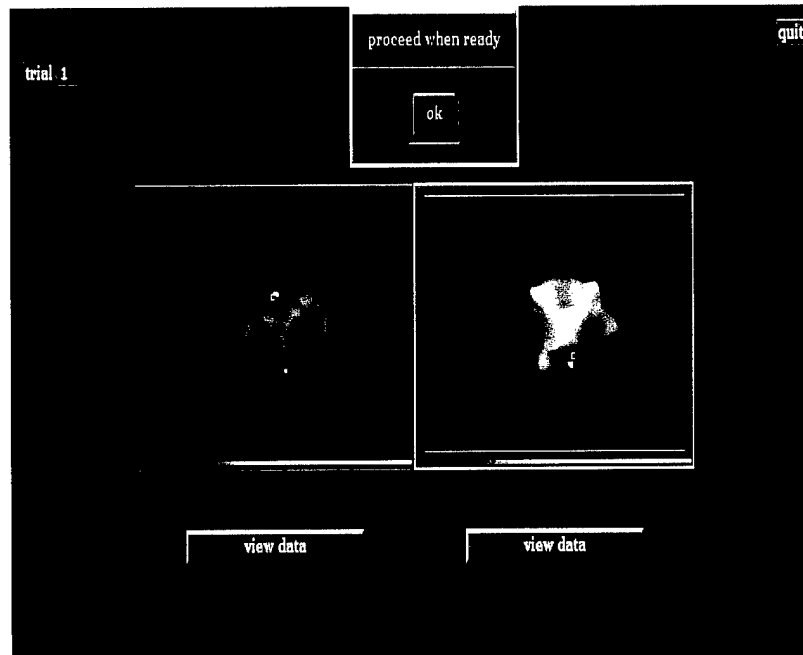 proceed when ready
quit
trial 1
ok
view data
view data